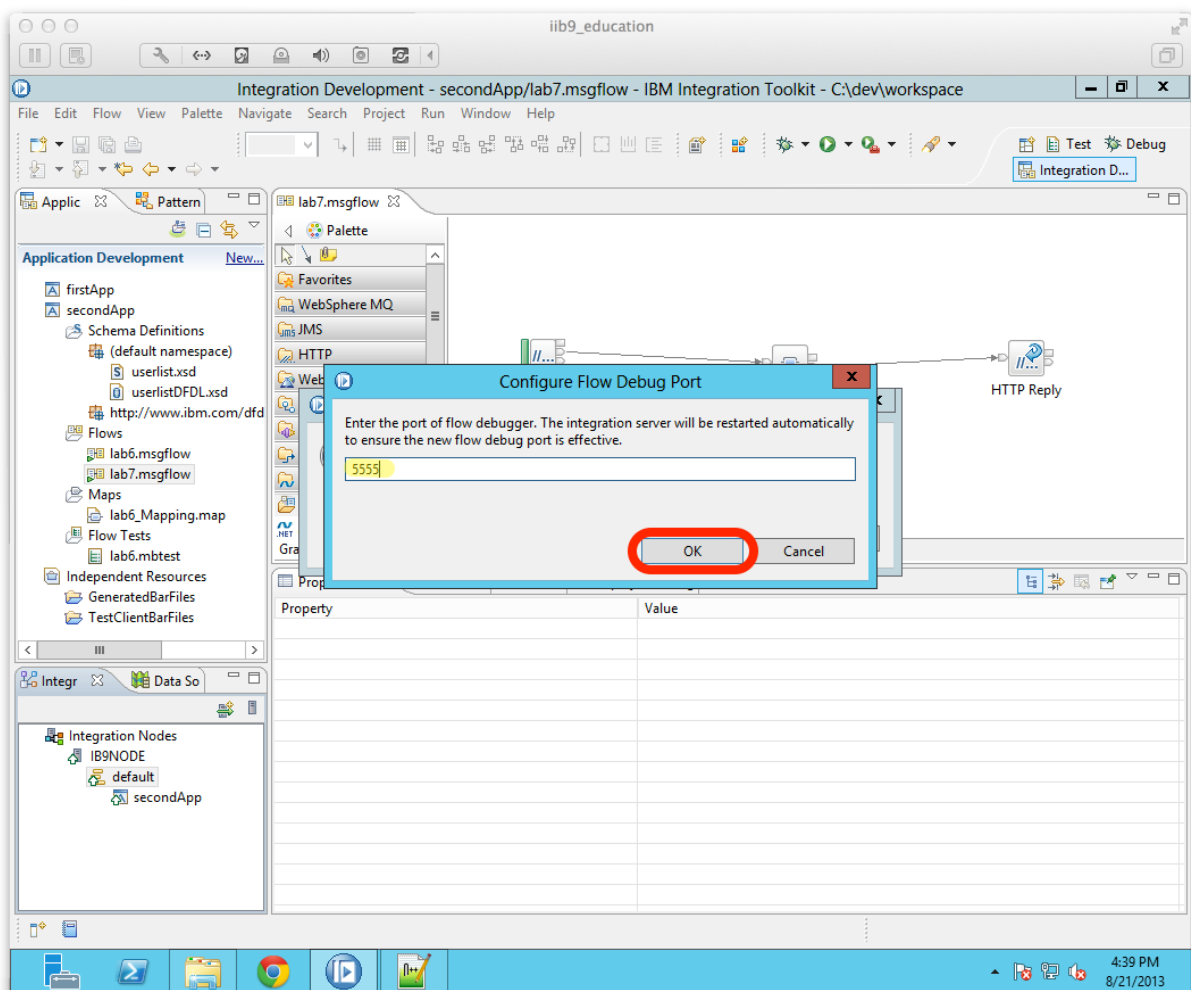 iib9_education
Integration Development - secondApp/lab7.msgflow - IBM Integration Toolkit - C:\dev\workspace
File Edit Flow View Palette Navigate Search Project Run Window Help
Test Debug
Integration D...
Applic Pattern
lab7.msgflow
Palette
Application Development New...
firstApp
secondApp
Schema Definitions
(default namespace)
userlist.xsd
userlistDFDL.xsd
http://www.ibm.com/dfd
Flows
lab6.msgflow
lab7.msgflow
Maps
lab6_Mapping.map
Flow Tests
lab6.mbtest
Independent Resources
GeneratedBarFiles
TestClientBarFiles
Favorites
WebSphere MQ
JMS
HTTP
Web
.NET
Gra
HTTP Reply
Configure Flow Debug Port
X
Enter the port of flow debugger. The integration server will be restarted automatically
to ensure the new flow debug port is effective.
5555
OK Cancel
Prop
Property Value
Integr Data So
Integration Nodes
IB9NODE
default
secondApp
4:39 PM
8/21/2013